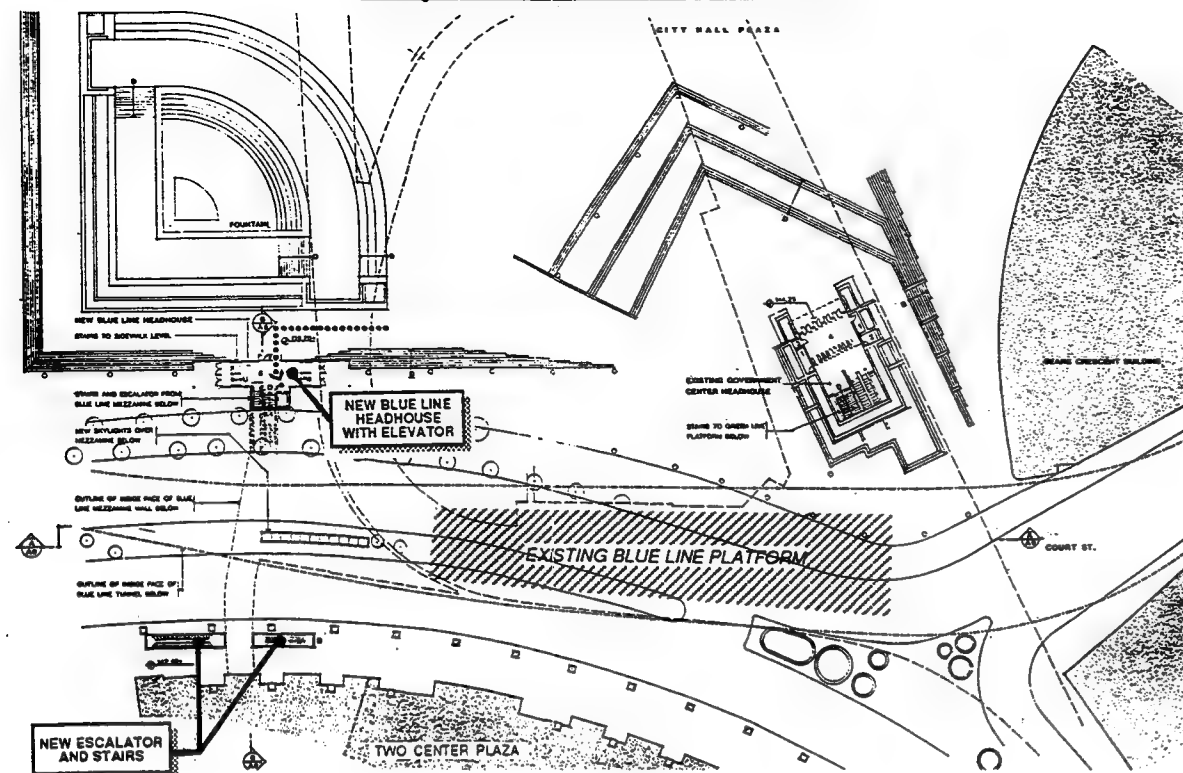 CITY HALL PLAZA
FOUNTAIN
NEW BLUE LINE HEADHOUSE
STAIRS TO SIDEWALK LEVEL
STAIRS AND ESCALATOR FROM
BLUE LINE MEZZANINE BELOW
NEW SKYLIGHTS OVER
MEZZANINE BELOW
NEW BLUE LINE
HEADHOUSE
WITH ELEVATOR
EXISTING GOVERNMENT
CENTER HEADHOUSE
STAIRS TO GREEN LINE
PLATFORM BELOW
SEARS CRESCENT BUILDING
OUTLINE OF INSIDE FACE OF BLUE
LINE MEZZANINE WALL BELOW
EXISTING BLUE LINE PLATFORM
COURT ST.
OUTLINE OF INSIDE FACE OF
BLUE LINE TUNNEL BELOW
NEW ESCALATOR
AND STAIRS
TWO CENTER PLAZA